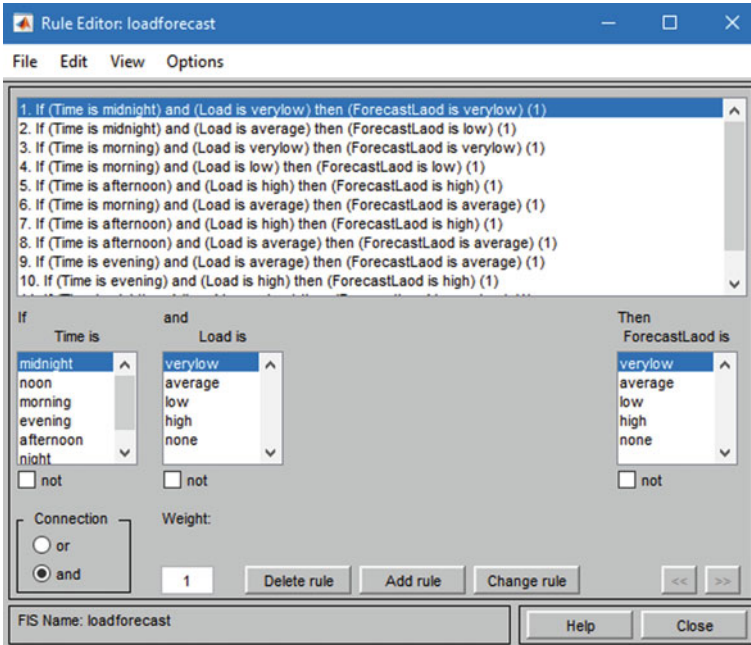 Rule Editor: loadforecast
File Edit View Options
1. If (Time is midnight) and (Load is verylow) then (ForecastLaod is verylow) (1)
2. If (Time is midnight) and (Load is average) then (ForecastLaod is low) (1)
3. If (Time is morning) and (Load is verylow) then (ForecastLaod is verylow) (1)
4. If (Time is morning) and (Load is low) then (ForecastLaod is low) (1)
5. If (Time is afternoon) and (Load is high) then (ForecastLaod is high) (1)
6. If (Time is morning) and (Load is average) then (ForecastLaod is average) (1)
7. If (Time is afternoon) and (Load is high) then (ForecastLaod is high) (1)
8. If (Time is afternoon) and (Load is average) then (ForecastLaod is average) (1)
9. If (Time is evening) and (Load is average) then (ForecastLaod is average) (1)
10. If (Time is evening) and (Load is high) then (ForecastLaod is high) (1)
If and Then
Time is Load is ForecastLaod is
midnight verylow verylow
noon average average
morning low low
evening high high
afternoon none none
night
not not not
Connection Weight:
or
and 1 Delete rule Add rule Change rule << >>
FIS Name: loadforecast Help Close